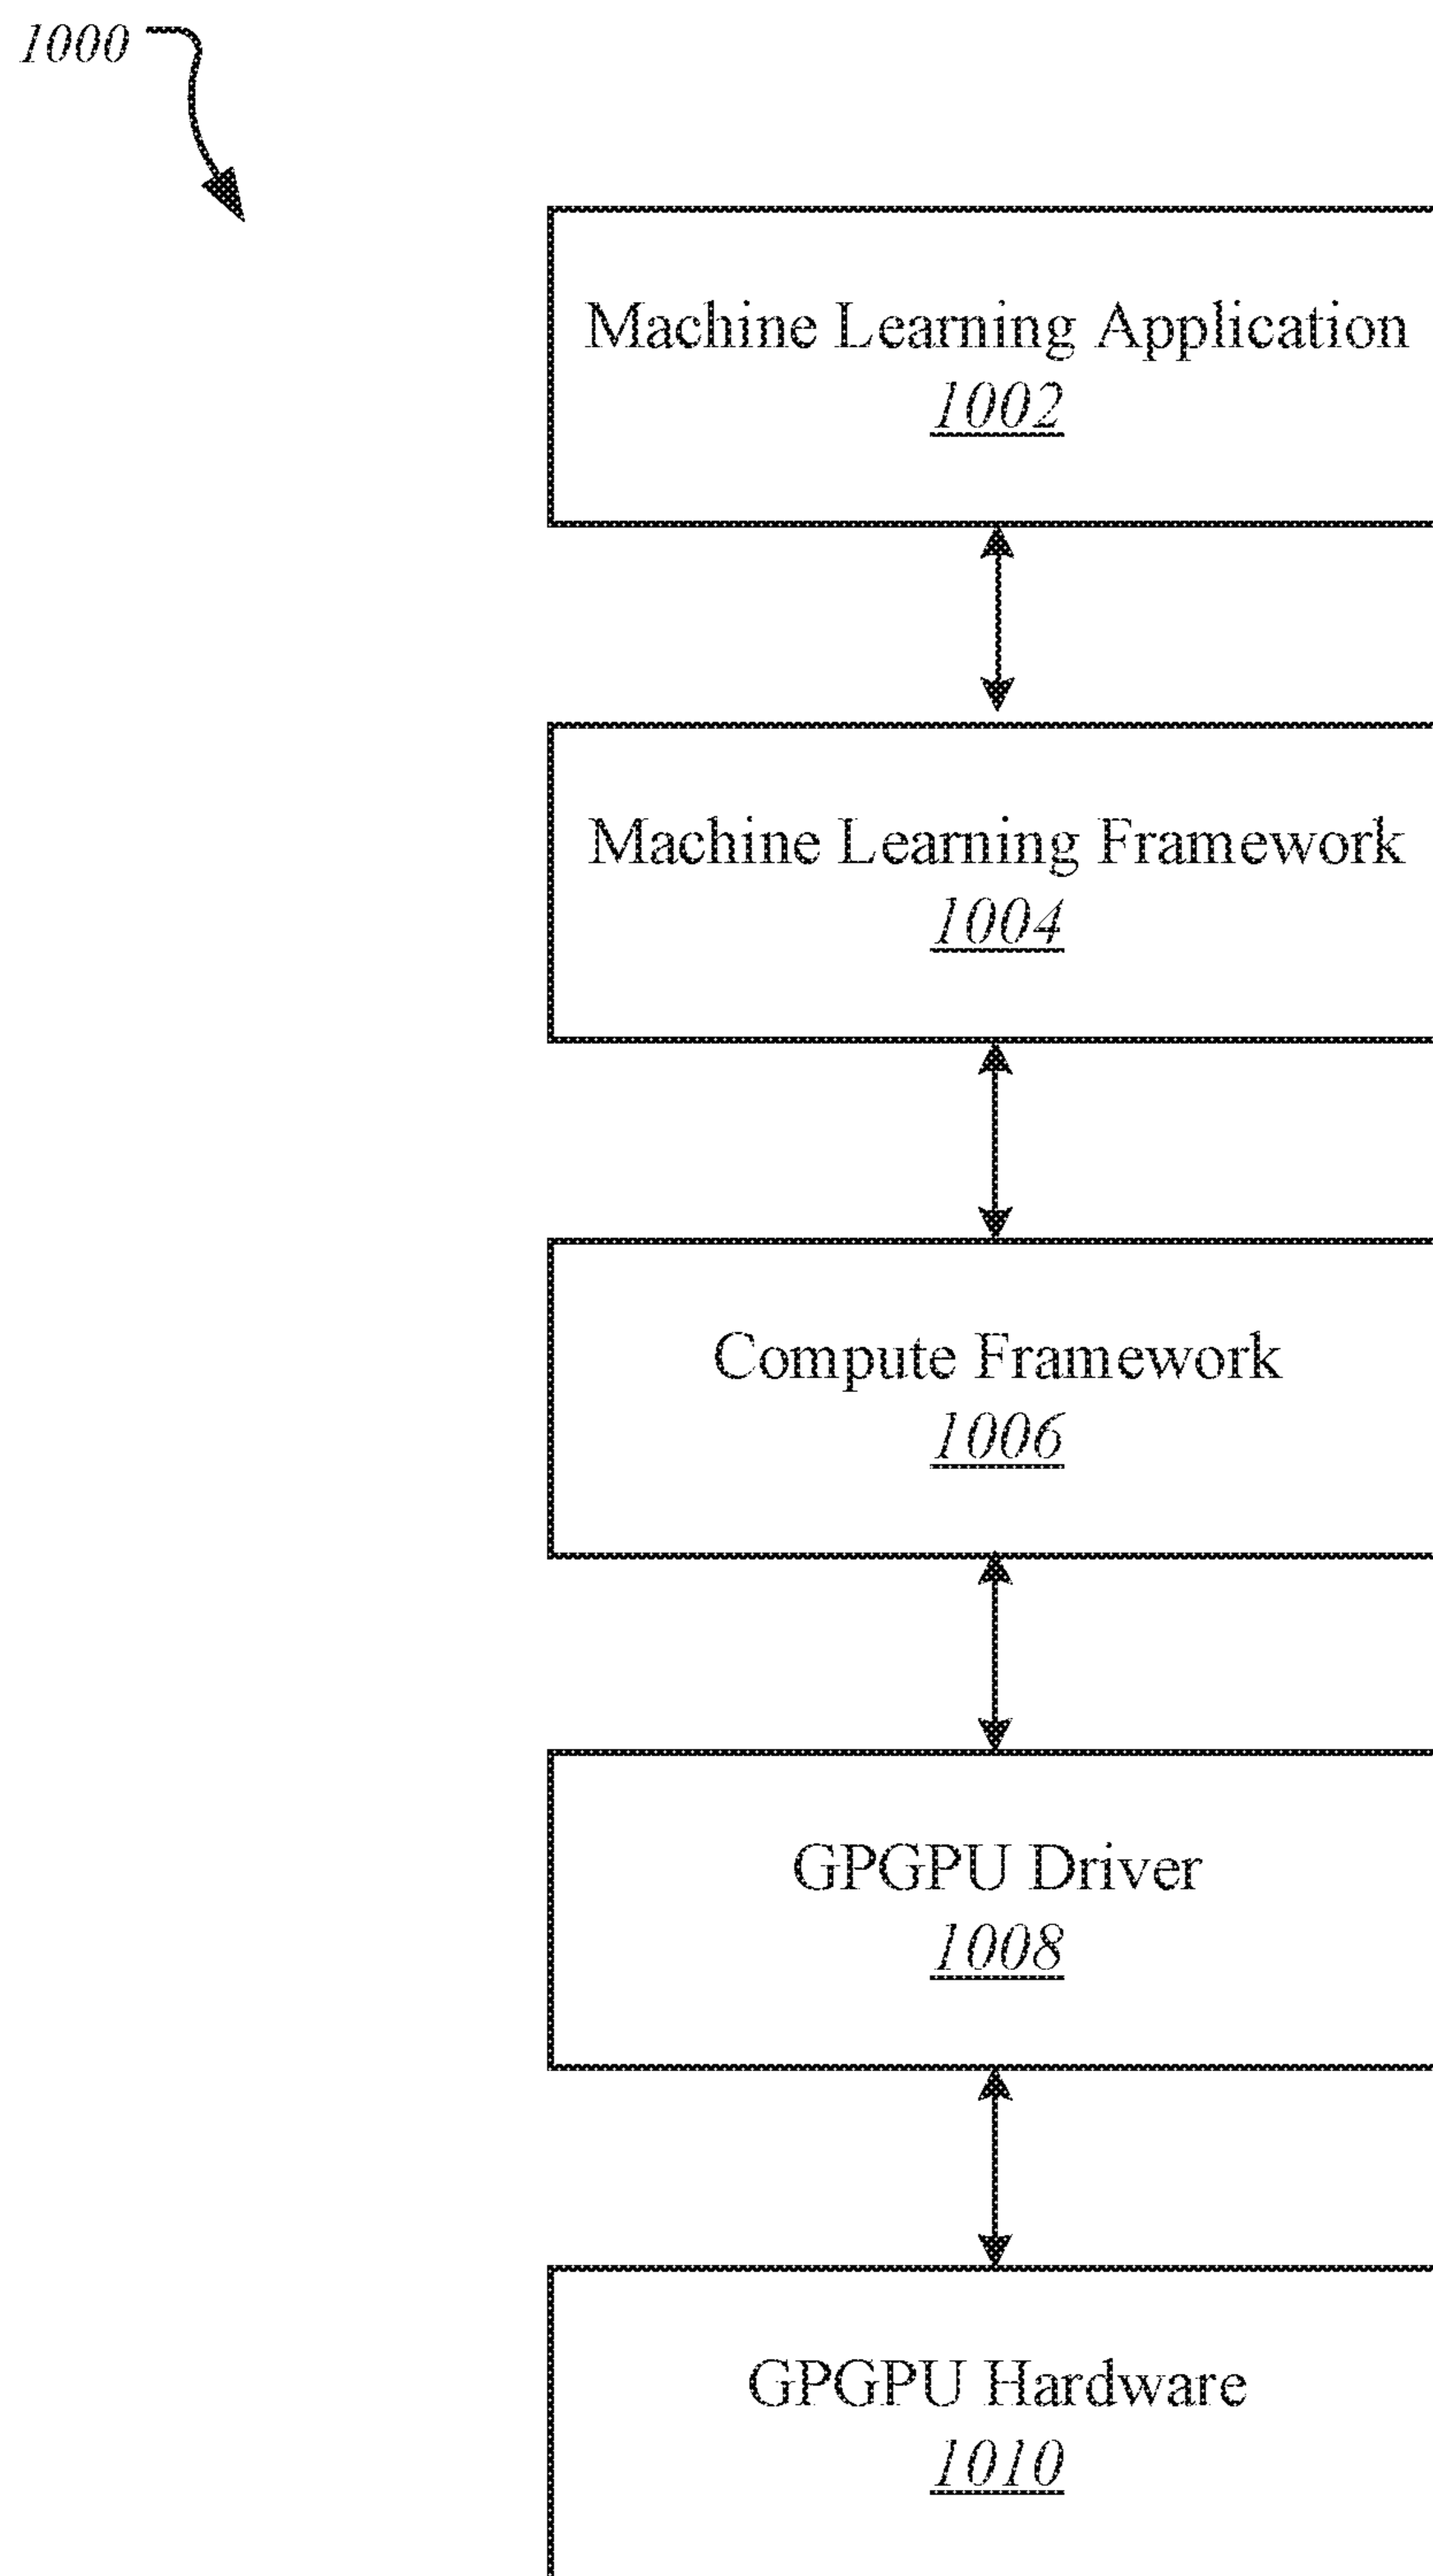 1000
Machine Learning Application
1002
Machine Learning Framework
1004
Compute Framework
1006
GPGPU Driver
1008
GPGPU Hardware
1010